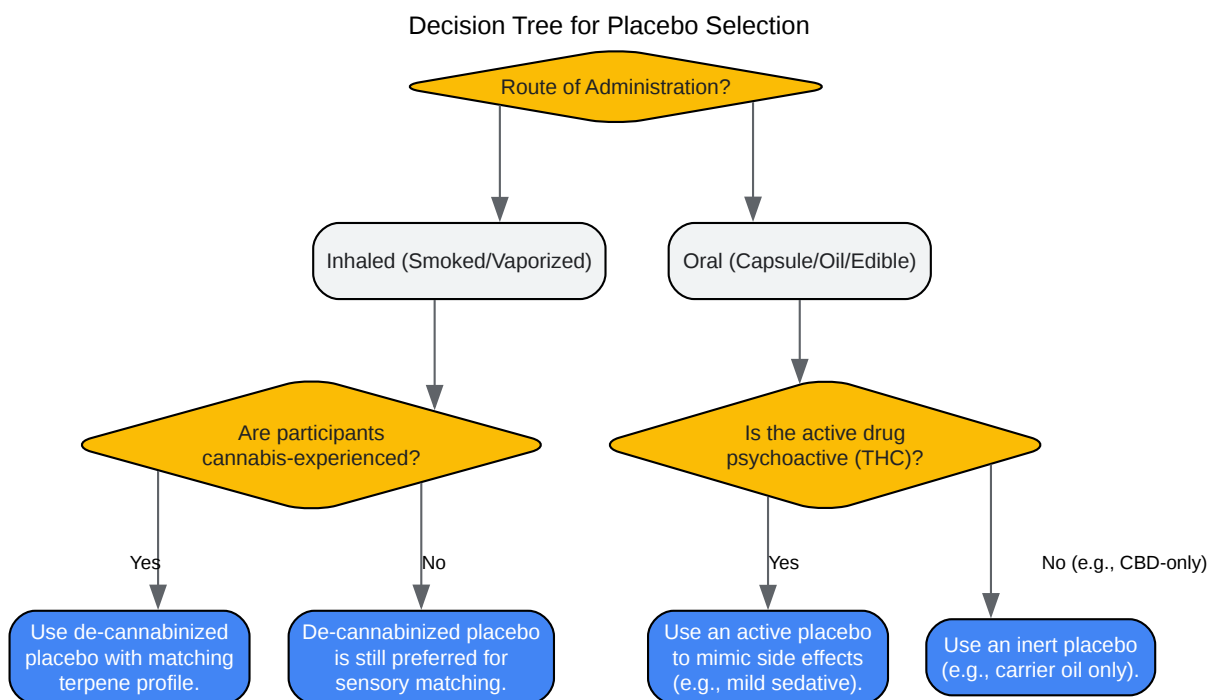 Decision Tree for Placebo Selection
Route of Administration?
Inhaled (Smoked/Vaporized)
Oral (Capsule/Oil/Edible)
Are participants
cannabis-experienced?
Is the active drug
psychoactive (THC)?
Yes
No
Yes
No (e.g., CBD-only)
Use de-cannabinized
placebo with matching
terpene profile.
De-cannabinized placebo
is still preferred for
sensory matching.
Use an active placebo
to mimic side effects
(e.g., mild sedative).
Use an inert placebo
(e.g., carrier oil only).